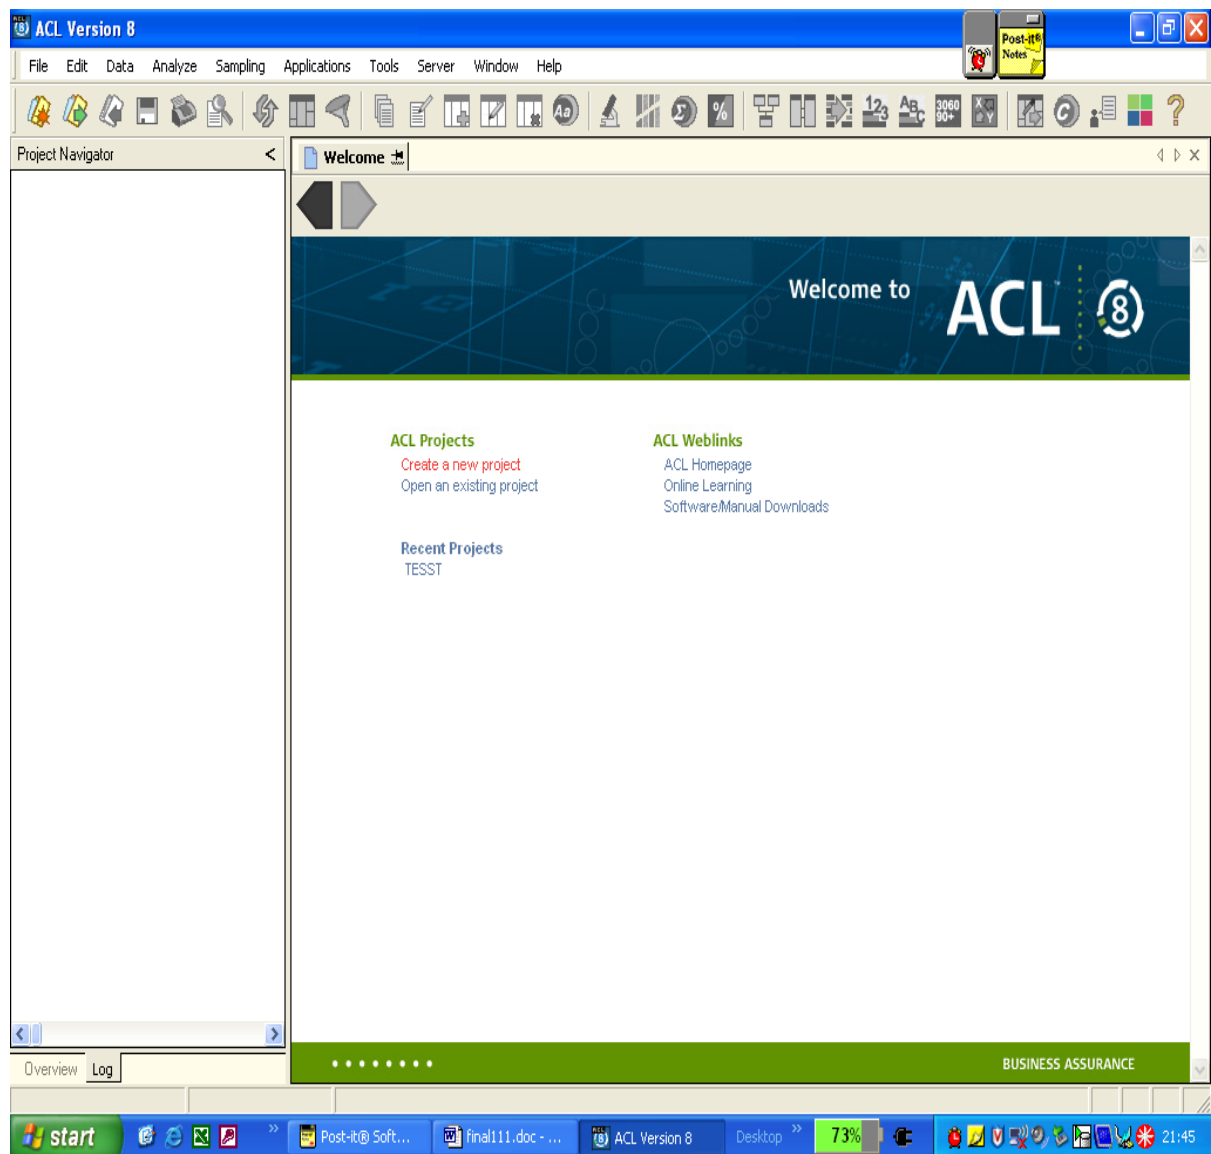 ACL Version 8
Post-it® Notes
File Edit Data Analyze Sampling Applications Tools Server Window Help
Project Navigator <
Welcome
Welcome to ACL 8
ACL Projects
Create a new project
Open an existing project
Recent Projects
TESST
ACL Weblinks
ACL Homepage
Online Learning
Software/Manual Downloads
BUSINESS ASSURANCE
Overview Log
start
Post-it® Soft...
final111.doc - ...
ACL Version 8
Desktop »
73%
21:45